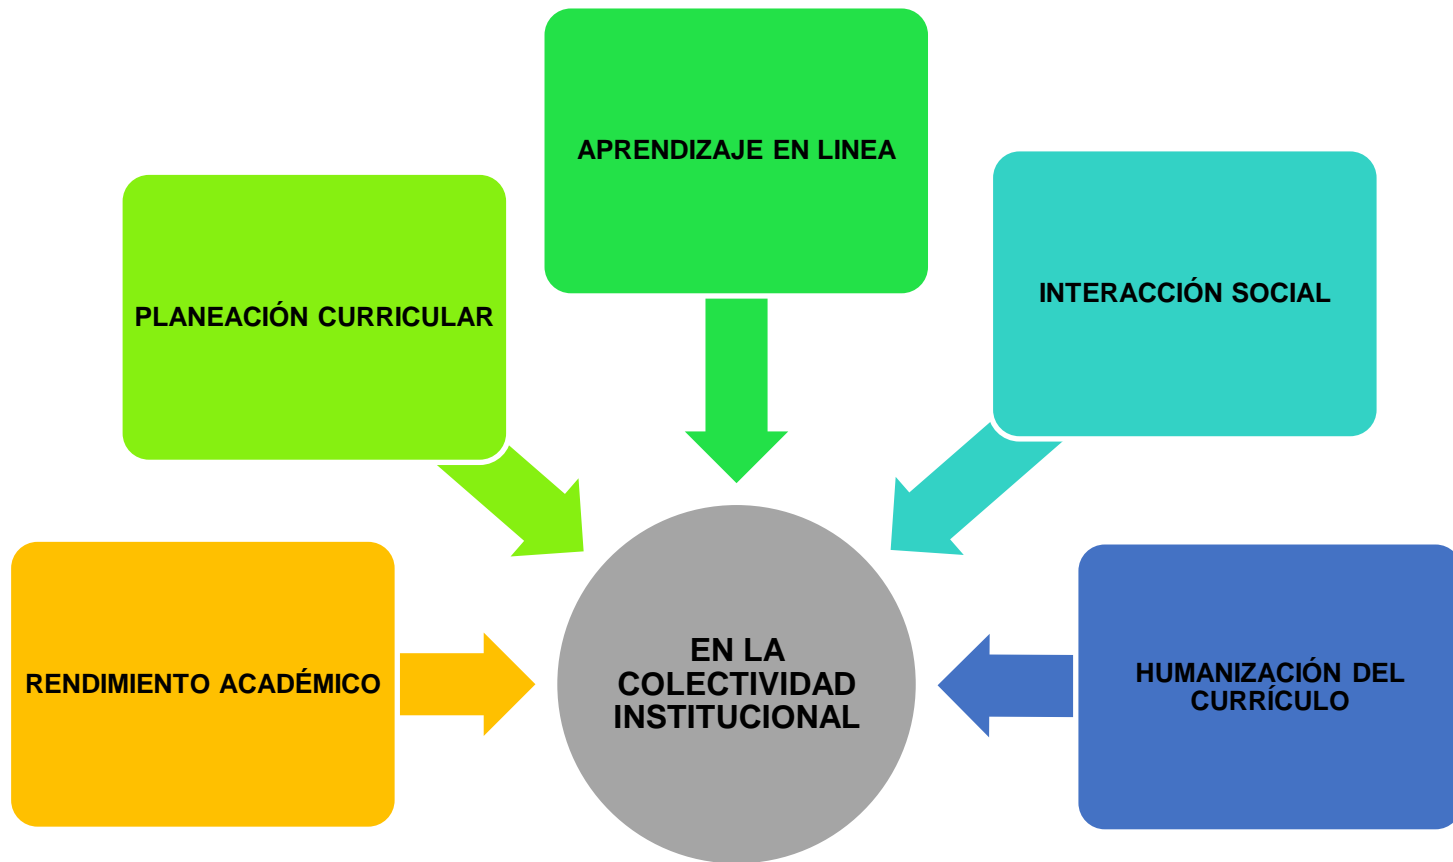 APRENDIZAJE EN LINEA
PLANEACIÓN CURRICULAR
INTERACCIÓN SOCIAL
RENDIMIENTO ACADÉMICO
EN LA
COLECTIVIDAD
INSTITUCIONAL
HUMANIZACIÓN DEL
CURRÍCULO